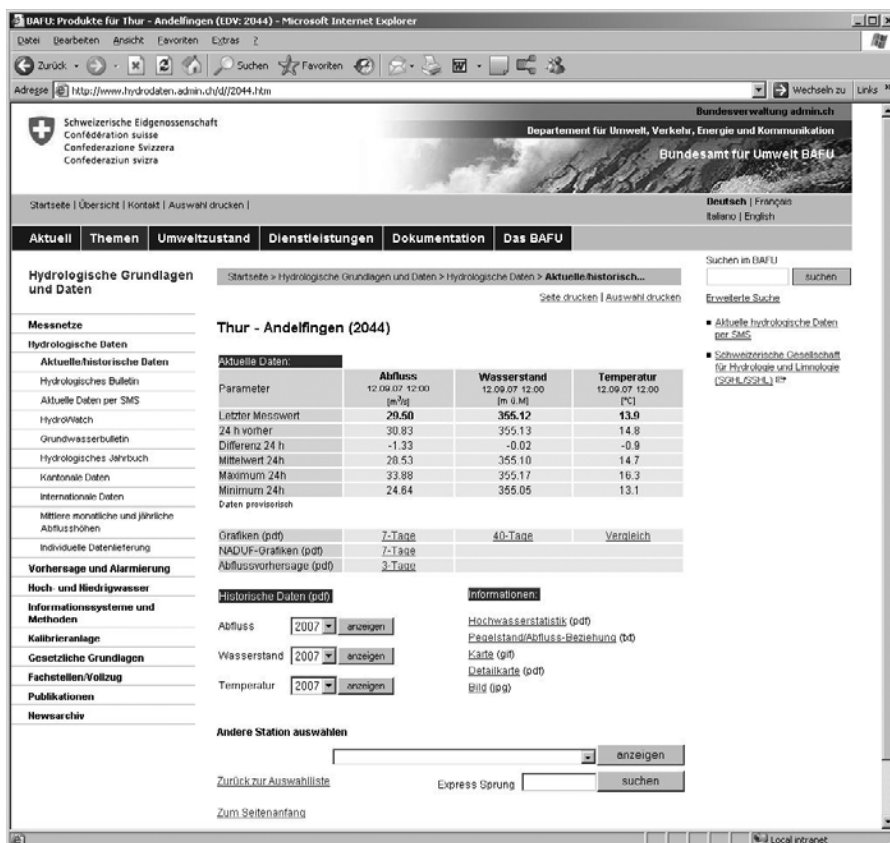 BAFU: Produkte für Thur - Andelfingen (EDV: 2044) - Microsoft Internet Explorer
Datei Bearbeiten Ansicht Favoriten Extras ?
Zurück Suchen Favoriten
Adresse http://www.hydrodaten.admin.ch/d//2044.htm Wechseln zu Links »
Bundesverwaltung admin.ch
Schweizerische Eidgenossenschaft
Confédération suisse
Confederazione Svizzera
Confederaziun svizra
Departement für Umwelt, Verkehr, Energie und Kommunikation
Bundesamt für Umwelt BAFU
Startseite | Übersicht | Kontakt | Auswahl drucken |
Deutsch | Français
Italiano | English
Aktuell Themen Umweltzustand Dienstleistungen Dokumentation Das BAFU
Hydrologische Grundlagen
und Daten
Messnetze
Hydrologische Daten
Aktuelle/historische Daten
Hydrologisches Bulletin
Aktuelle Daten per SMS
HydroWatch
Grundwasserbulletin
Hydrologisches Jahrbuch
Kantonale Daten
Internationale Daten
Mittlere monatliche und jährliche
Abflusshöhen
Individuelle Datenlieferung
Vorhersage und Alarmierung
Hoch- und Niedrigwasser
Informationssysteme und
Methoden
Kalibrieranlage
Gesetzliche Grundlagen
Fachstellen/Vollzug
Publikationen
Newsarchiv
Startseite > Hydrologische Grundlagen und Daten > Hydrologische Daten > Aktuelle/historisch...
Seite drucken | Auswahl drucken
Thur - Andelfingen (2044)
Aktuelle Daten:
Parameter
Abfluss Wasserstand Temperatur
12.09.07 12:00 12.09.07 12:00 12.09.07 12:00
[m³/s] [m ü.M] [°C]
Letzter Messwert 29.50 355.12 13.9
24 h vorher 30.83 355.13 14.8
Differenz 24 h -1.33 -0.02 -0.9
Mittelwert 24h 28.53 355.10 14.7
Maximum 24h 33.88 355.17 16.3
Minimum 24h 24.64 355.05 13.1
Daten provisorisch
Grafiken (pdf) 7-Tage 40-Tage Vergleich
NADUF-Grafiken (pdf) 7-Tage
Abflussvorhersage (pdf) 3-Tage
Historische Daten (pdf)
Abfluss 2007 anzeigen
Wasserstand 2007 anzeigen
Temperatur 2007 anzeigen
Informationen:
Hochwasserstatistik (pdf)
Pegelstand/Abfluss-Beziehung (txt)
Karte (gif)
Detailkarte (pdf)
Bild (jpg)
Andere Station auswählen
anzeigen
Zurück zur Auswahlliste Express Sprung suchen
Zum Seitenanfang
Suchen im BAFU
suchen
Erweiterte Suche
Aktuelle hydrologische Daten
per SMS
Schweizerische Gesellschaft
für Hydrologie und Limnologie
(SGHL/SSHL)
Local intranet